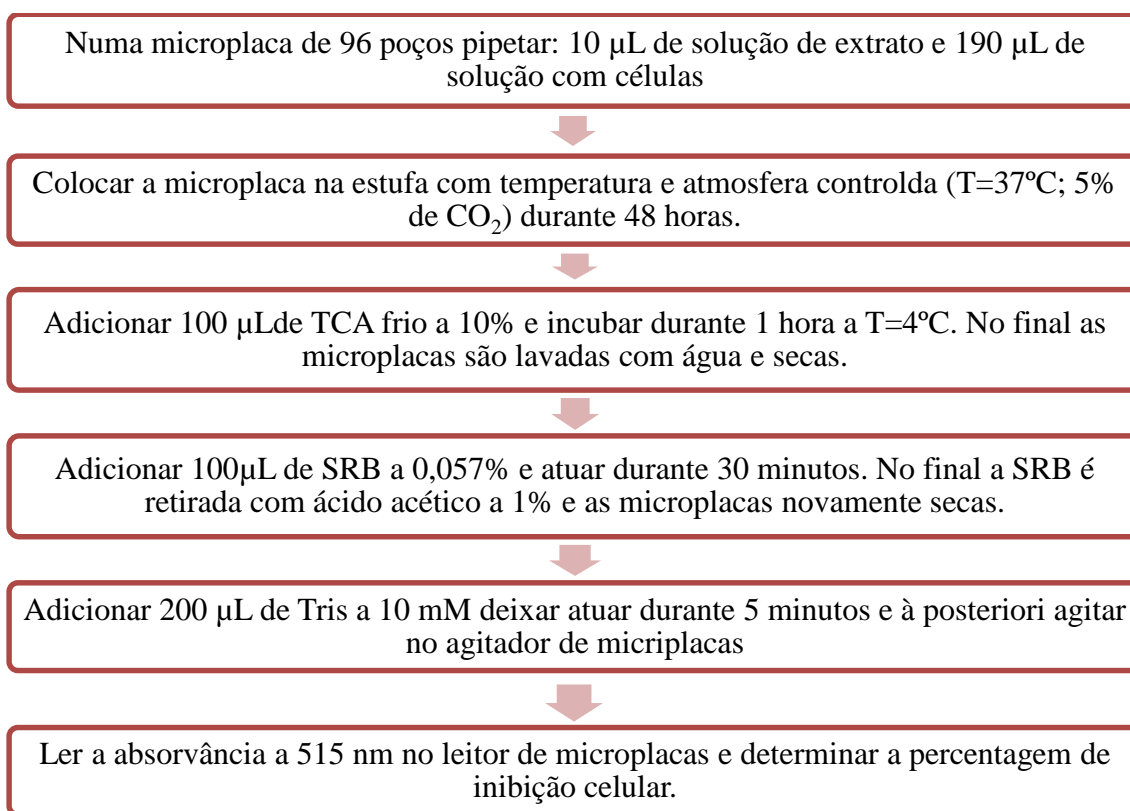 Numa microplaca de 96 poços pipetar: 10 µL de solução de extrato e 190 µL de
solução com células
Colocar a microplaca na estufa com temperatura e atmosfera controlda (T=37ºC; 5%
de CO₂) durante 48 horas.
Adicionar 100 µLde TCA frio a 10% e incubar durante 1 hora a T=4ºC. No final as
microplacas são lavadas com água e secas.
Adicionar 100µL de SRB a 0,057% e atuar durante 30 minutos. No final a SRB é
retirada com ácido acético a 1% e as microplacas novamente secas.
Adicionar 200 µL de Tris a 10 mM deixar atuar durante 5 minutos e à posteriori agitar
no agitador de micriplacas
Ler a absorvância a 515 nm no leitor de microplacas e determinar a percentagem de
inibição celular.